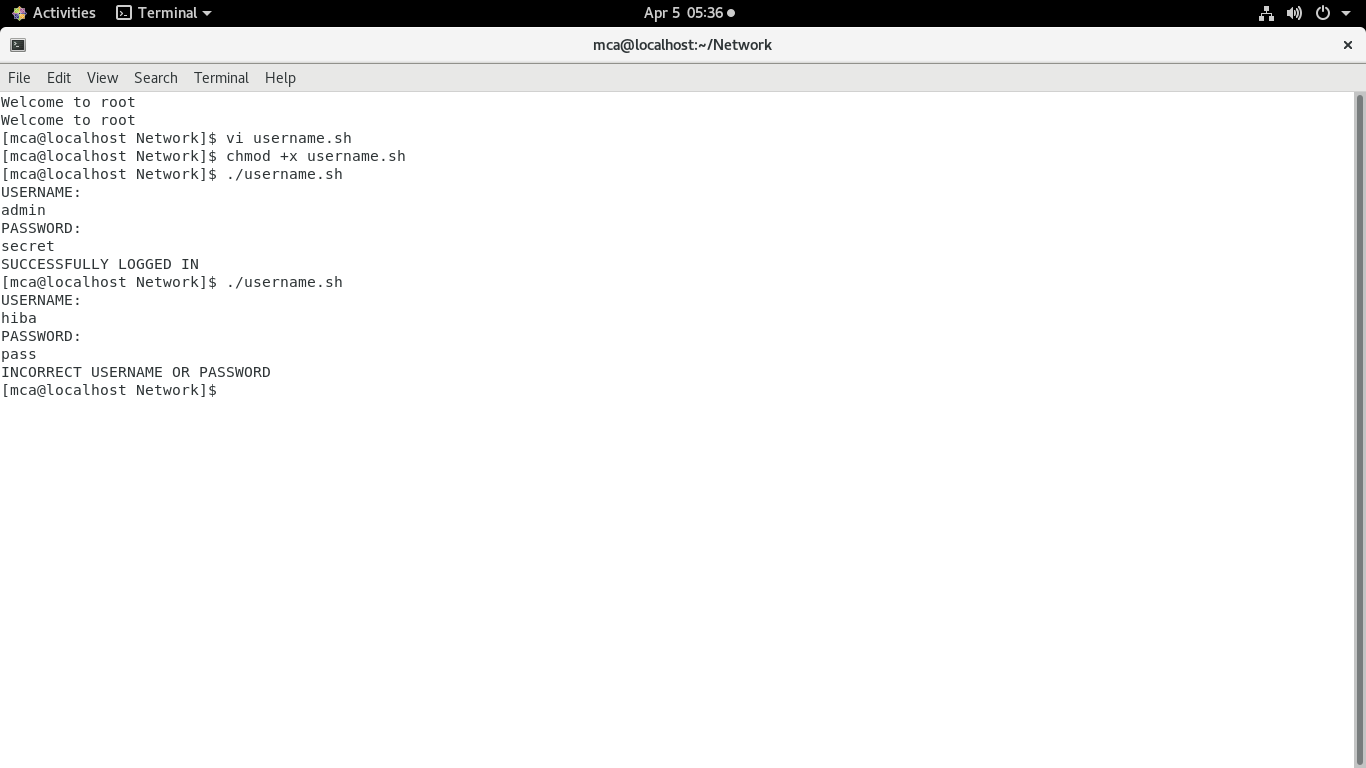 Activities Terminal Apr 5 05:36
mca@localhost:~/Network
File Edit View Search Terminal Help
Welcome to root
Welcome to root
[mca@localhost Network]$ vi username.sh
[mca@localhost Network]$ chmod +x username.sh
[mca@localhost Network]$ ./username.sh
USERNAME:
admin
PASSWORD:
secret
SUCCESSFULLY LOGGED IN
[mca@localhost Network]$ ./username.sh
USERNAME:
hiba
PASSWORD:
pass
INCORRECT USERNAME OR PASSWORD
[mca@localhost Network]$